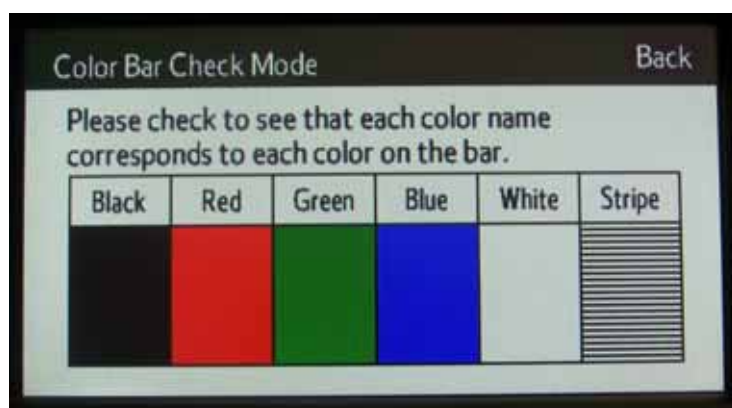 Color Bar Check Mode Back
Please check to see that each color name
corresponds to each color on the bar.
Black Red Green Blue White Stripe